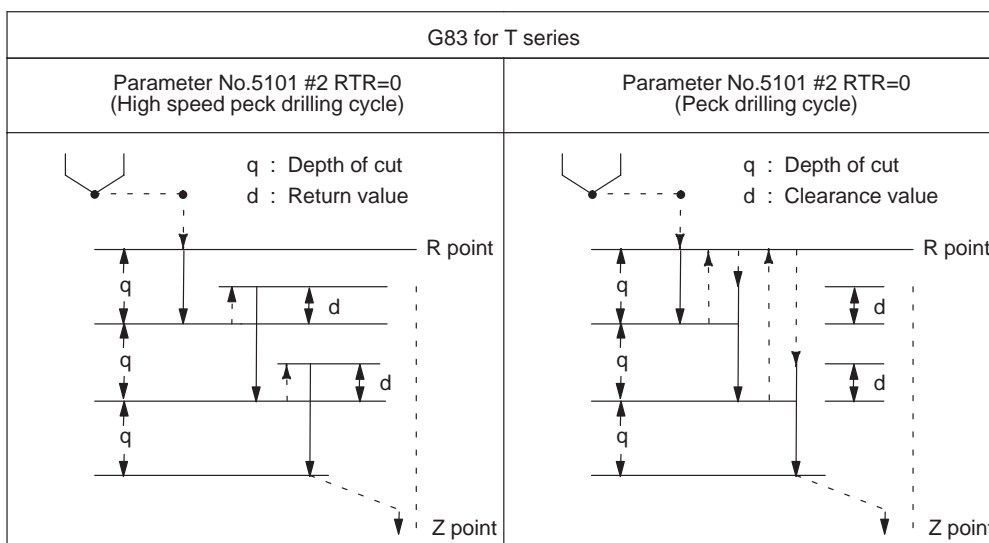 G83 for T series
Parameter No.5101 #2 RTR=0
(High speed peck drilling cycle)
Parameter No.5101 #2 RTR=0
(Peck drilling cycle)
q : Depth of cut
d : Return value
R point
q
d
q
d
q
Z point
q : Depth of cut
d : Clearance value
R point
q
d
q
d
q
Z point